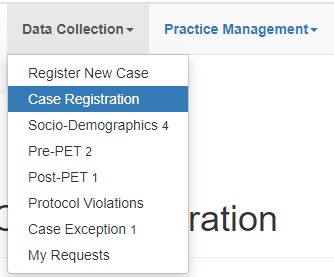 Data Collection Practice Management
Register New Case
Case Registration
Socio-Demographics 4
Pre-PET 2
Post-PET 1
Protocol Violations
Case Exception 1
My Requests